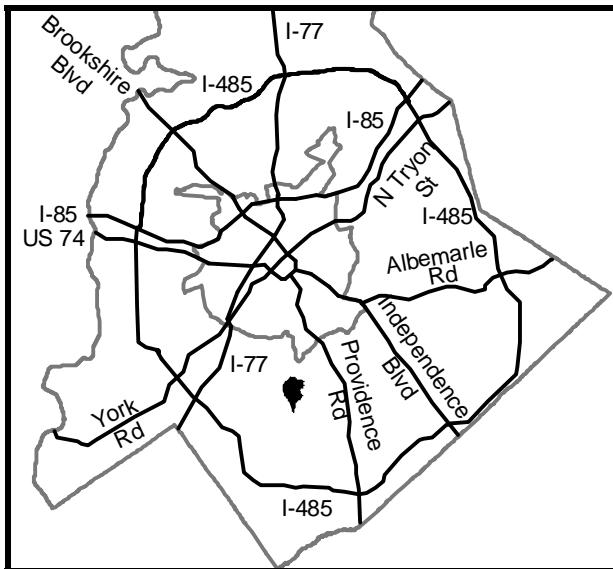 I-77
Brookshire
Blvd
I-485
I-85
N Tryon
St
I-85
US 74
I-485
Albemarle
Rd
Independence
Blvd
Providence
Rd
I-77
York
Rd
I-485